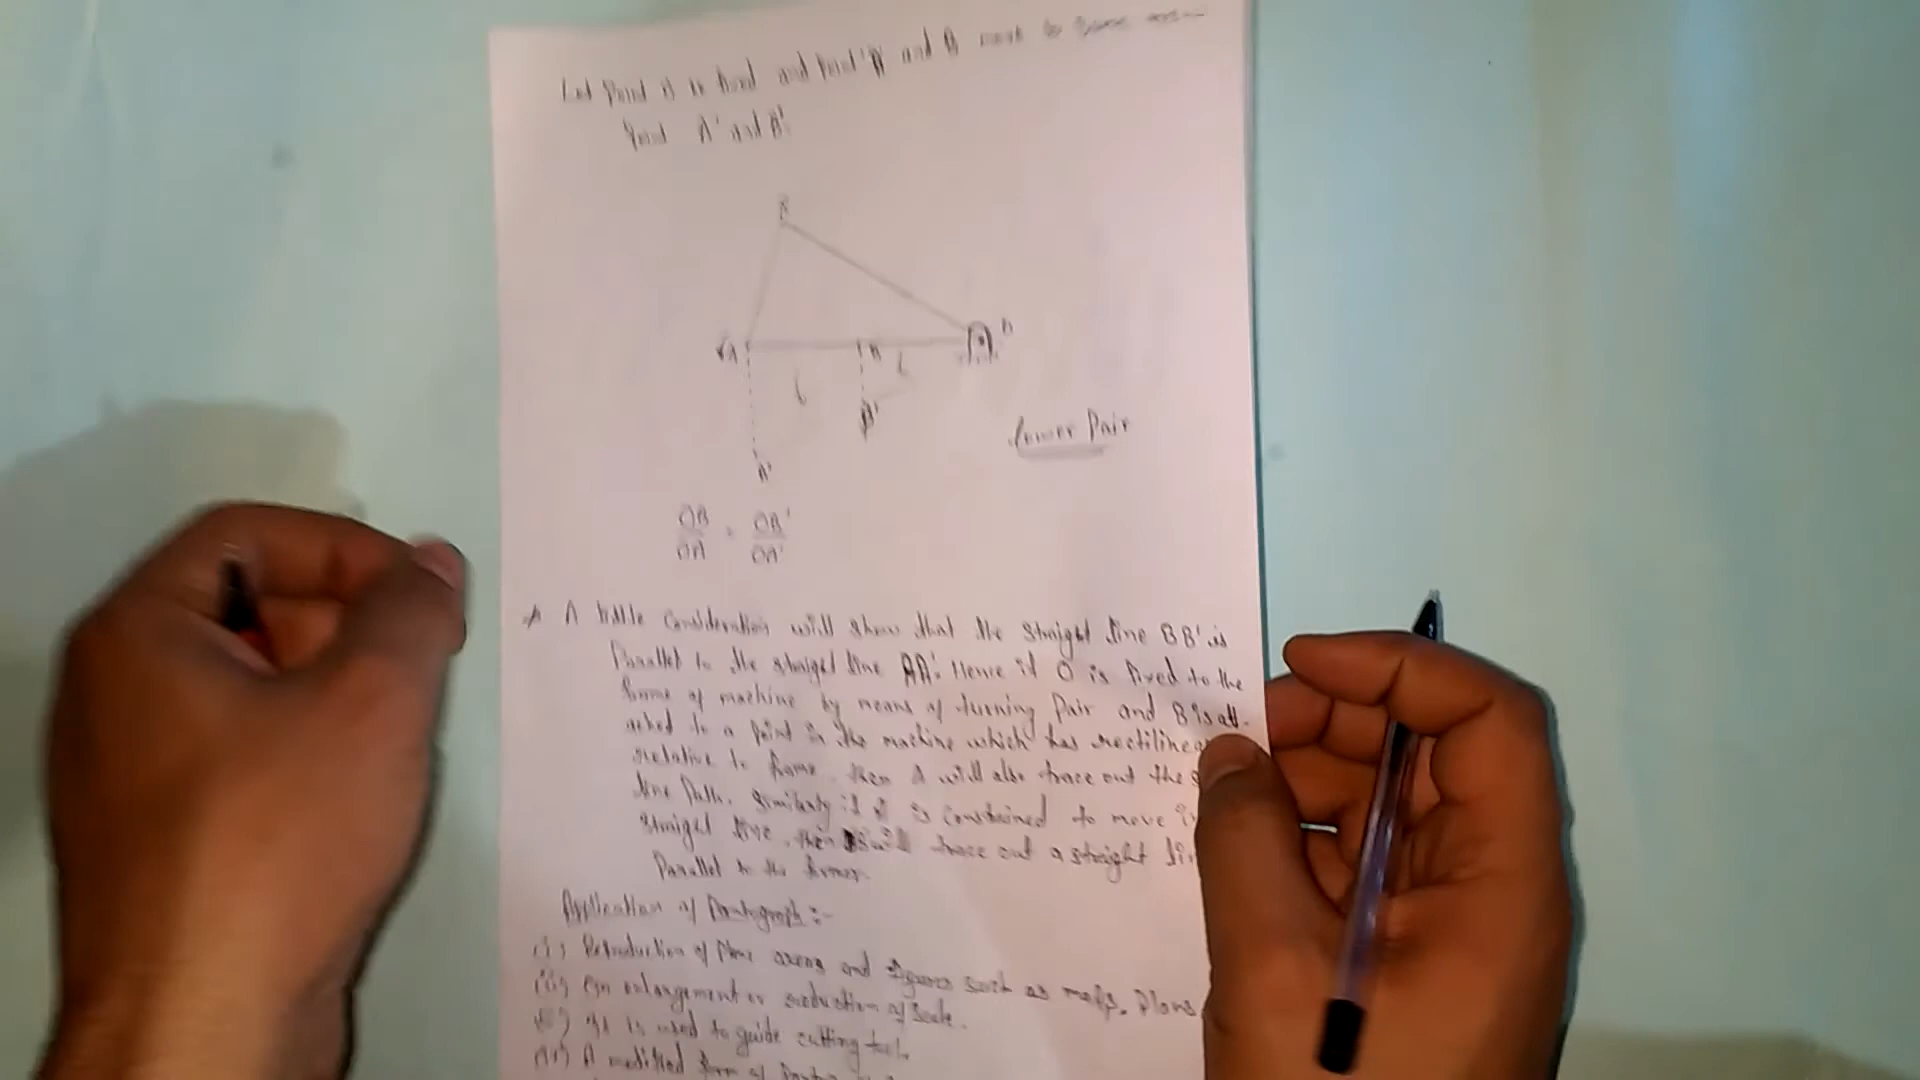 Let Point O be fixed and Point A and B move to some
Point A' and B'.
A
B
O
L
L
B'
A'
Lower Pair
OB/OA = OB'/OA'
* A little Consideration will show that the straight line BB' is
Parallel to the straight line AA'. Hence if O is fixed to the
frame of machine by means of turning Pair and B is att-
ached to a point in the machine which has rectilinear
relative to frame, then A will also trace out the
line Path. Similarly if A is constrained to move in
straight line, then B will trace out a straight
Parallel to the former.
Application of Pantograph :-
(i) Reproduction of Plane areas and figures such as maps, Plans
(ii) enlargement or reduction of Scale.
(iii) It is used to guide cutting tool.
(iv) A modified form of